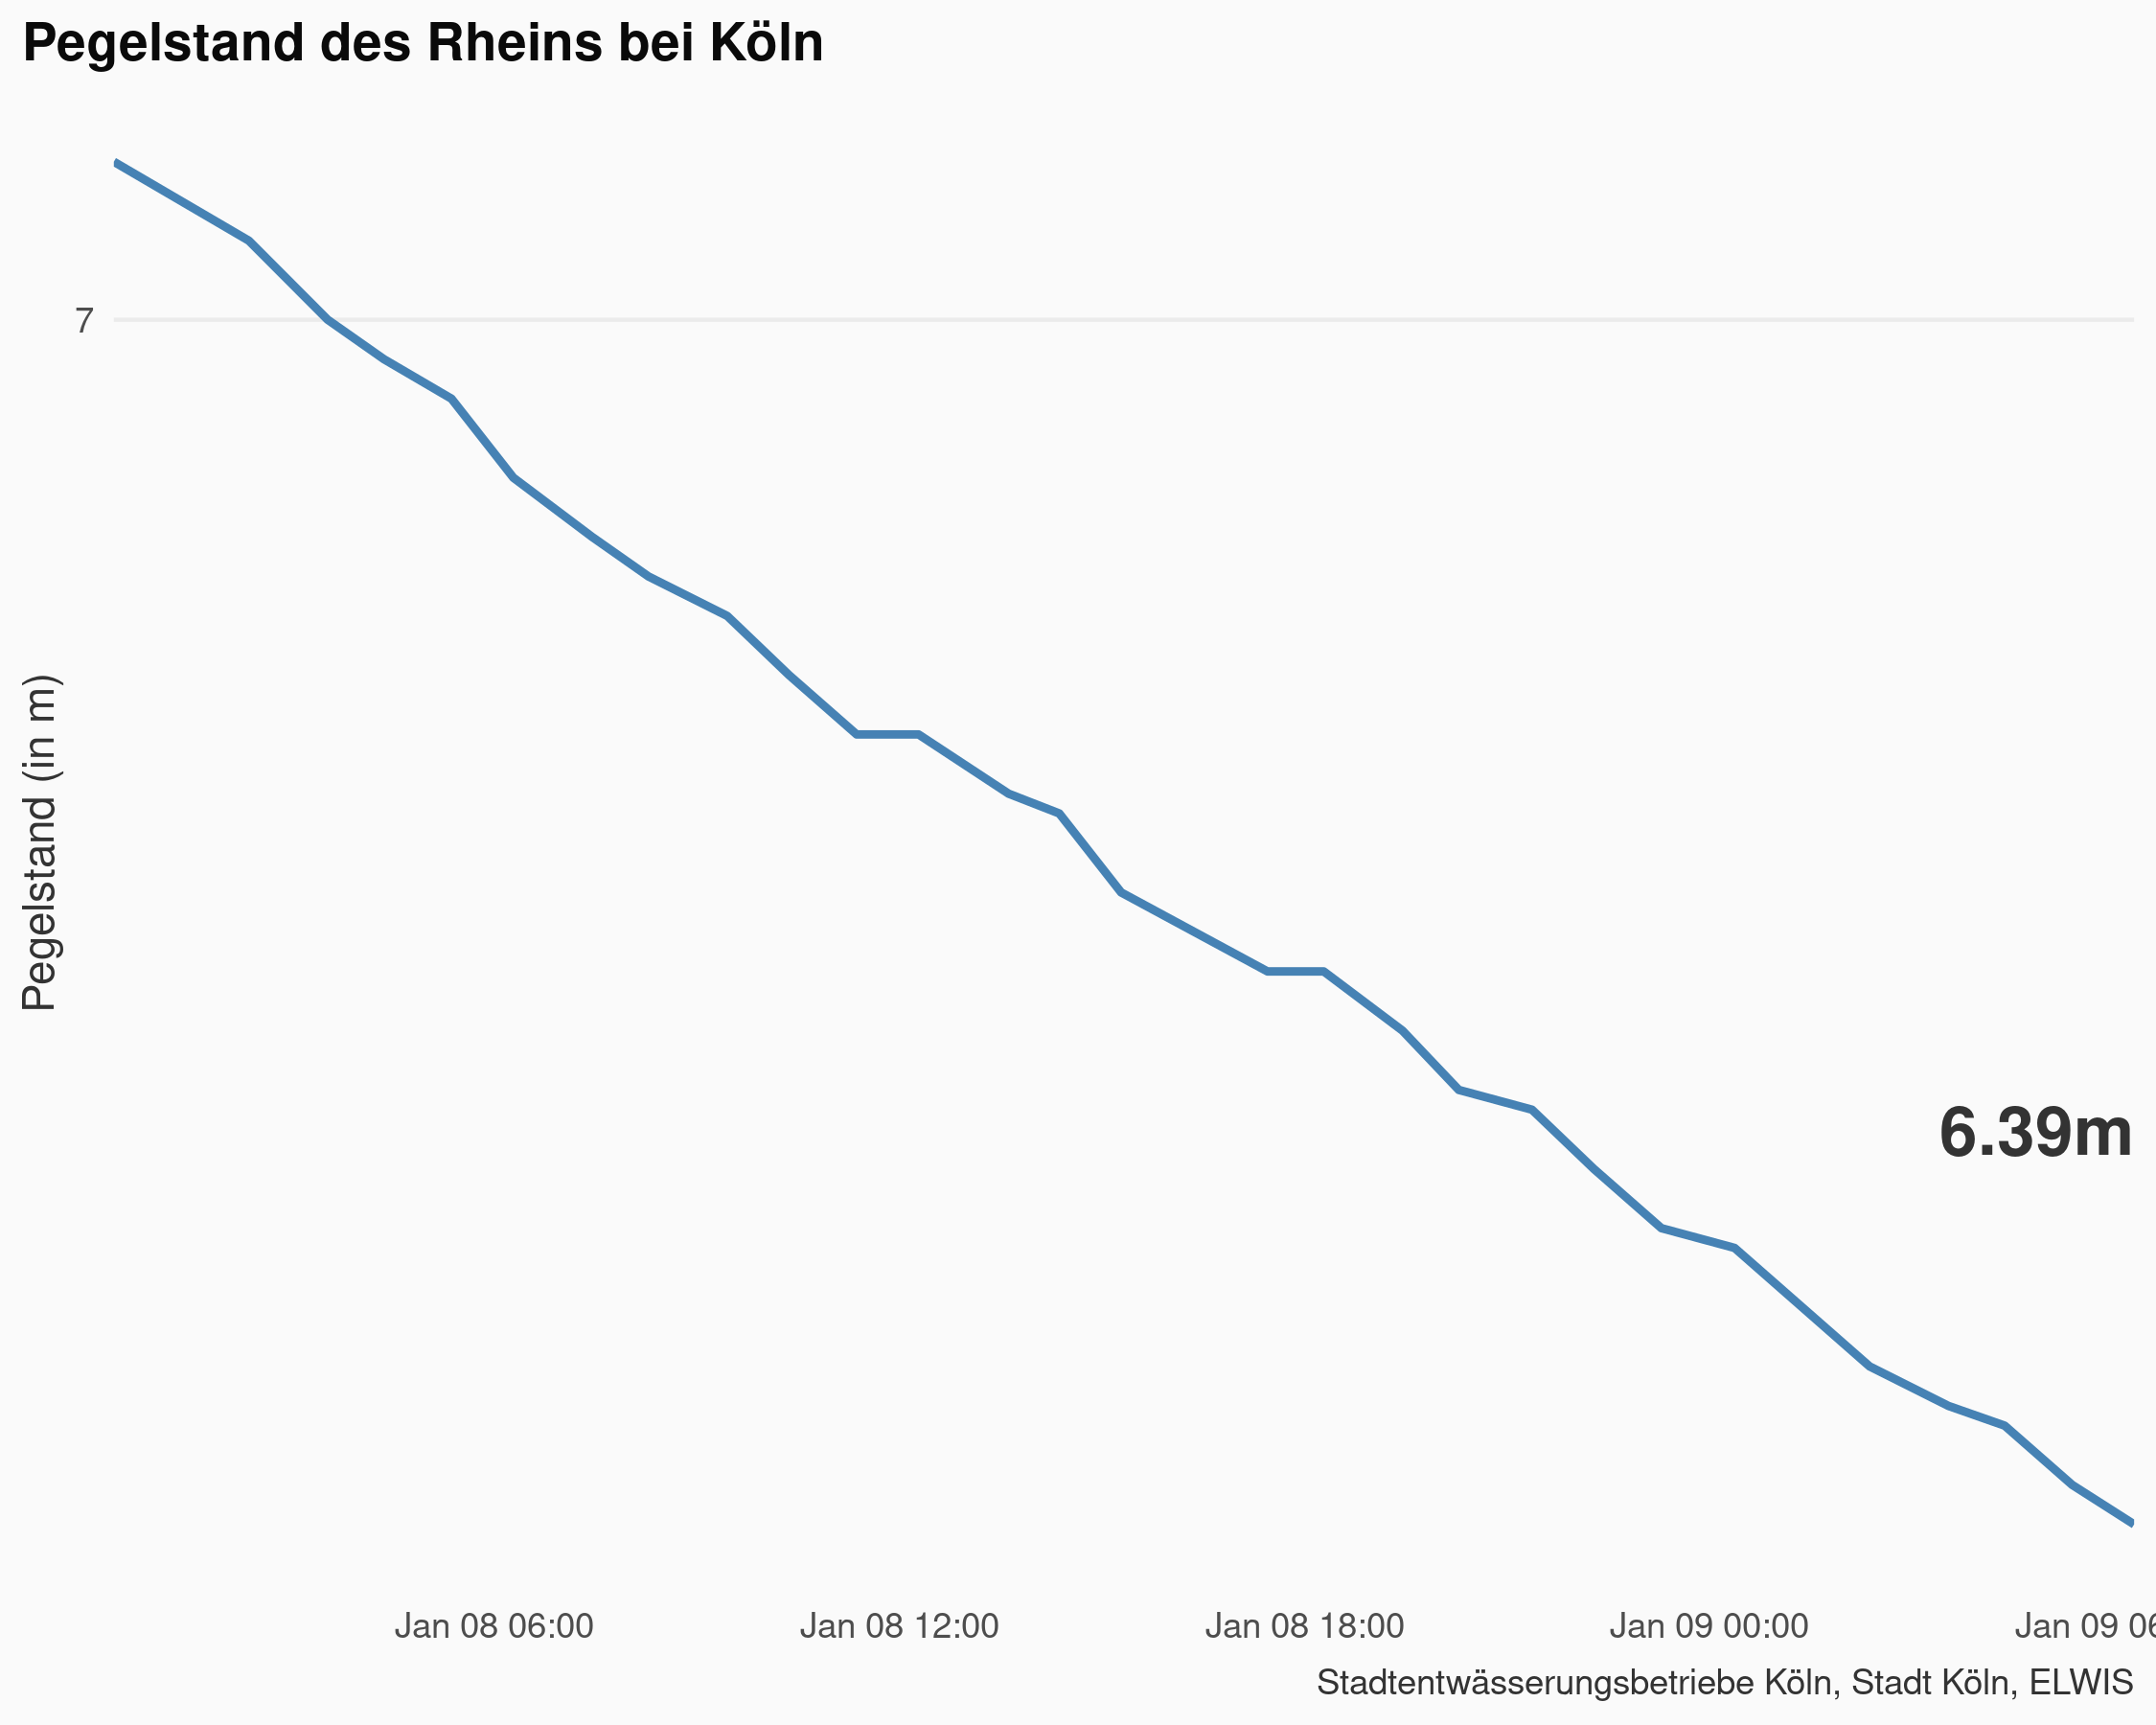 Pegelstand des Rheins bei Köln
7
Pegelstand (in m)
6.39m
Jan 08 06:00 Jan 08 12:00 Jan 08 18:00 Jan 09 00:00 Jan 09 06
Stadtentwässerungsbetriebe Köln, Stadt Köln, ELWIS